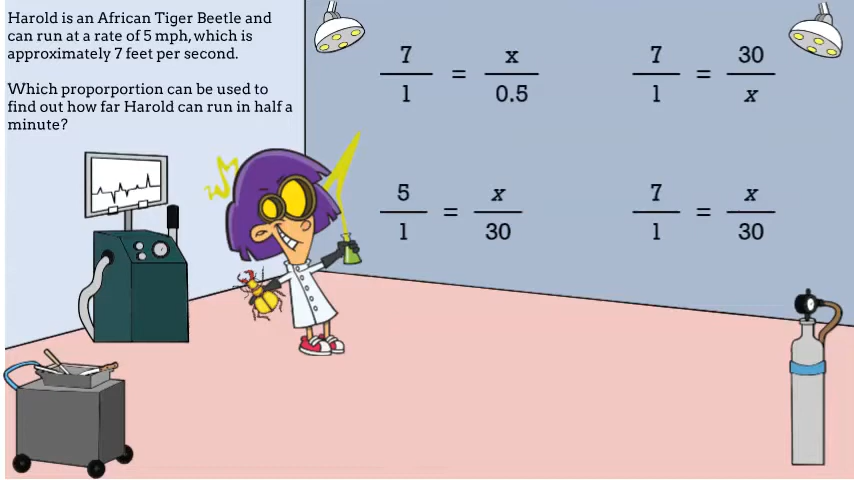 Harold is an African Tiger Beetle and
can run at a rate of 5 mph, which is
approximately 7 feet per second.
Which proporportion can be used to
find out how far Harold can run in half a
minute?
7/1 = x/0.5
7/1 = 30/x
5/1 = x/30
7/1 = x/30